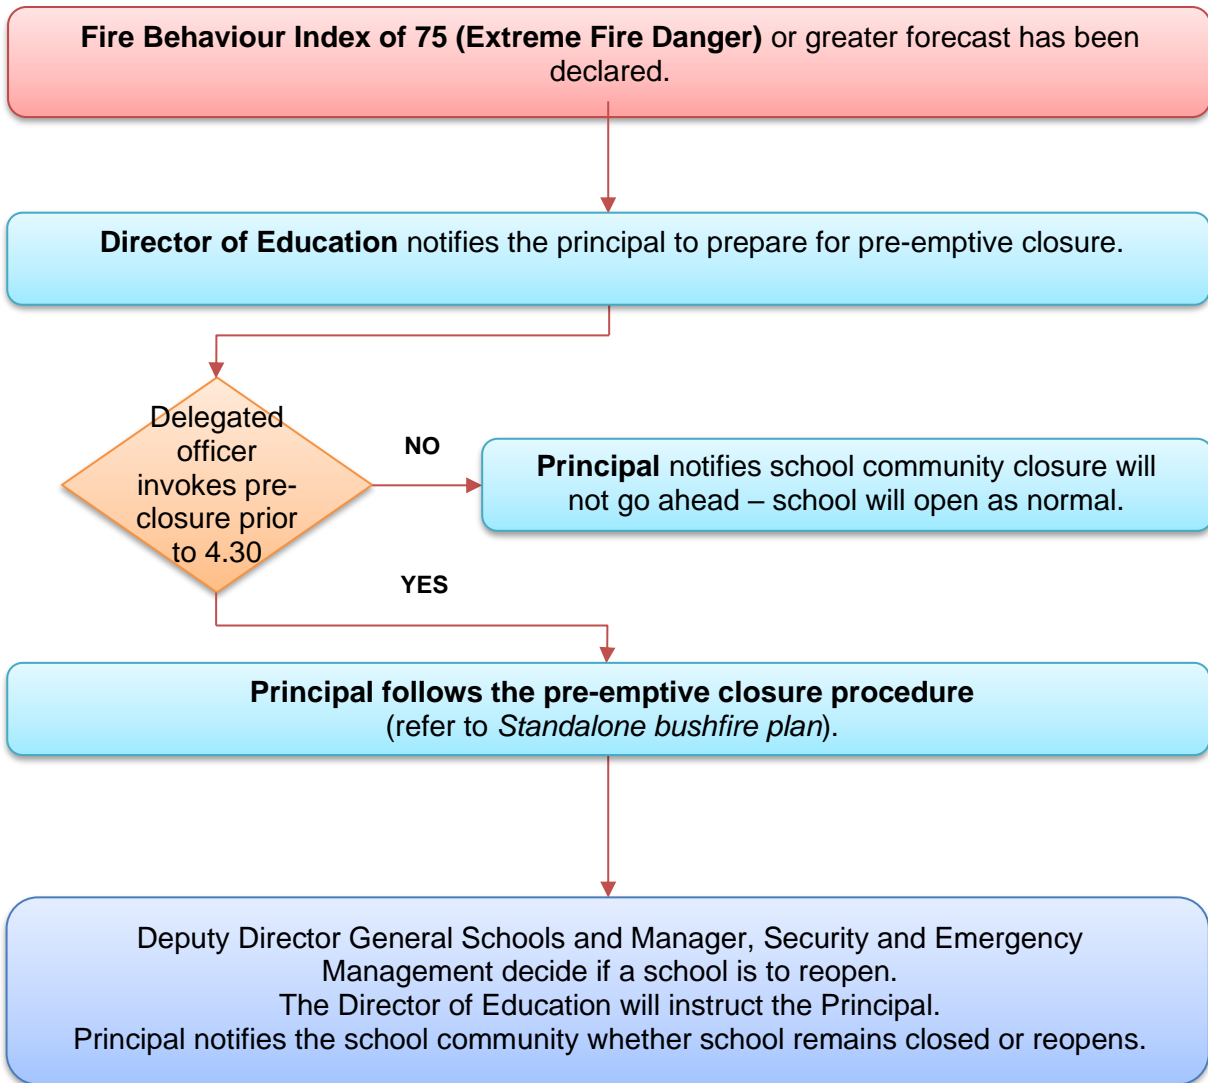 Fire Behaviour Index of 75 (Extreme Fire Danger) or greater forecast has been
declared.
Director of Education notifies the principal to prepare for pre-emptive closure.
Delegated
officer
invokes pre-
closure prior
to 4.30
NO
Principal notifies school community closure will
not go ahead – school will open as normal.
YES
Principal follows the pre-emptive closure procedure
(refer to Standalone bushfire plan).
Deputy Director General Schools and Manager, Security and Emergency
Management decide if a school is to reopen.
The Director of Education will instruct the Principal.
Principal notifies the school community whether school remains closed or reopens.